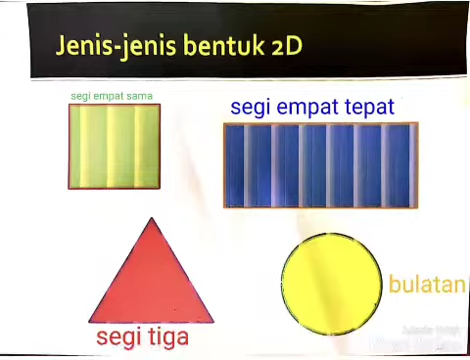 Jenis-jenis bentuk 2D
segi empat sama
segi empat tepat
bulatan
segi tiga